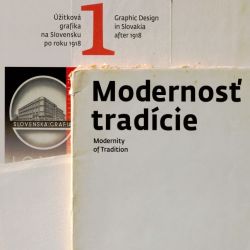 Úžitková
grafika
na Slovensku
po roku 1918
1
Graphic Design
in Slovakia
after 1918
SLOVENSKÁ GRAFIA
Modernosť
tradície
Modernity
of Tradition